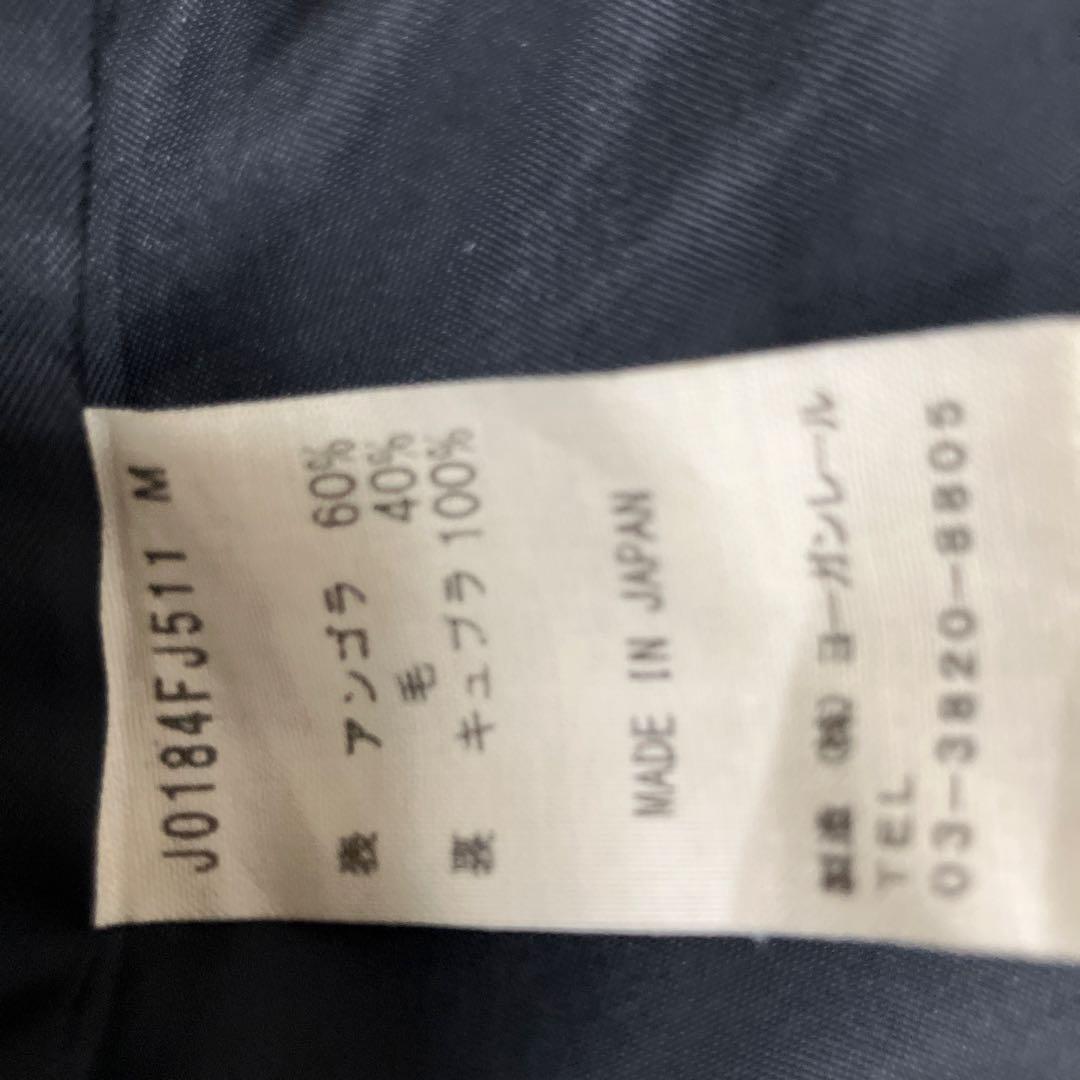 J0184FJ511 M
表 アンゴラ 60%
毛 40%
裏 キュプラ 100%
MADE IN JAPAN
製造 (株) ヨーガンレール
TEL
03-3820-8805